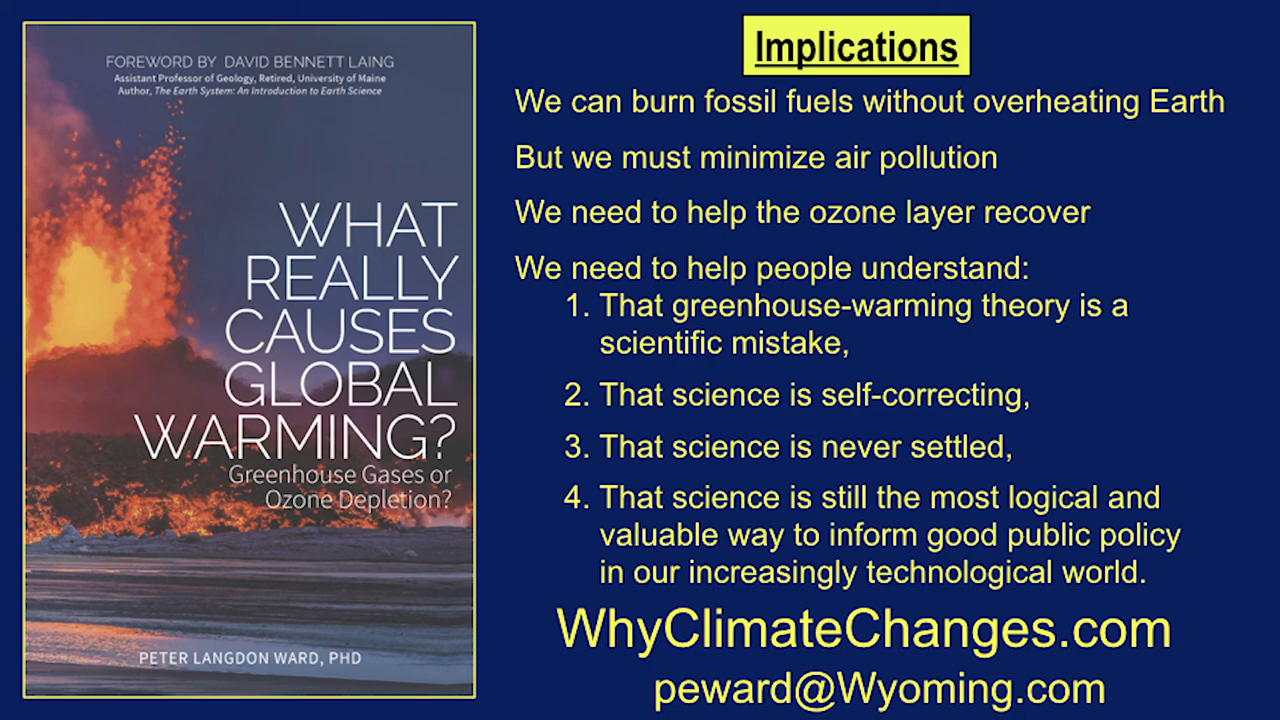 FOREWORD BY DAVID BENNETT LAING
Assistant Professor of Geology, Retired, University of Maine
Author, The Earth System: An Introduction to Earth Science
WHAT
REALLY
CAUSES
GLOBAL
WARMING?
Greenhouse Gases or
Ozone Depletion?
PETER LANGDON WARD, PHD
Implications
We can burn fossil fuels without overheating Earth
But we must minimize air pollution
We need to help the ozone layer recover
We need to help people understand:
1. That greenhouse-warming theory is a
scientific mistake,
2. That science is self-correcting,
3. That science is never settled,
4. That science is still the most logical and
valuable way to inform good public policy
in our increasingly technological world.
WhyClimateChanges.com
peward@Wyoming.com